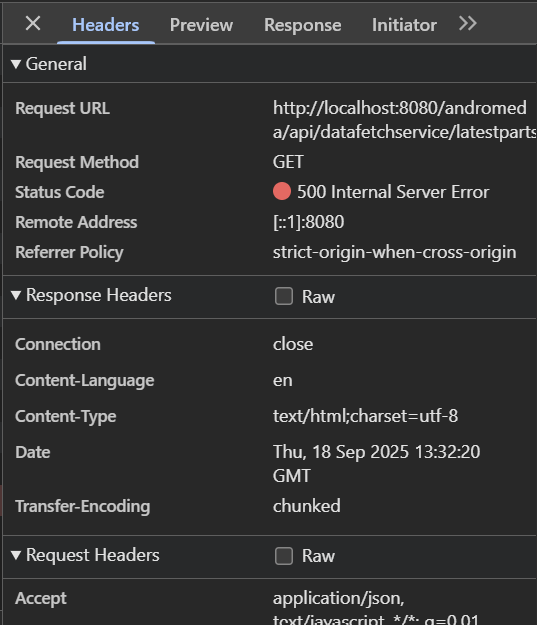 Headers Preview Response Initiator
General
Request URL http://localhost:8080/andromed
a/api/datafetchservice/latestparts
Request Method GET
Status Code 500 Internal Server Error
Remote Address [::1]:8080
Referrer Policy strict-origin-when-cross-origin
Response Headers Raw
Connection close
Content-Language en
Content-Type text/html;charset=utf-8
Date Thu, 18 Sep 2025 13:32:20
GMT
Transfer-Encoding chunked
Request Headers Raw
Accept application/json,
text/javascript, */*; q=0.01